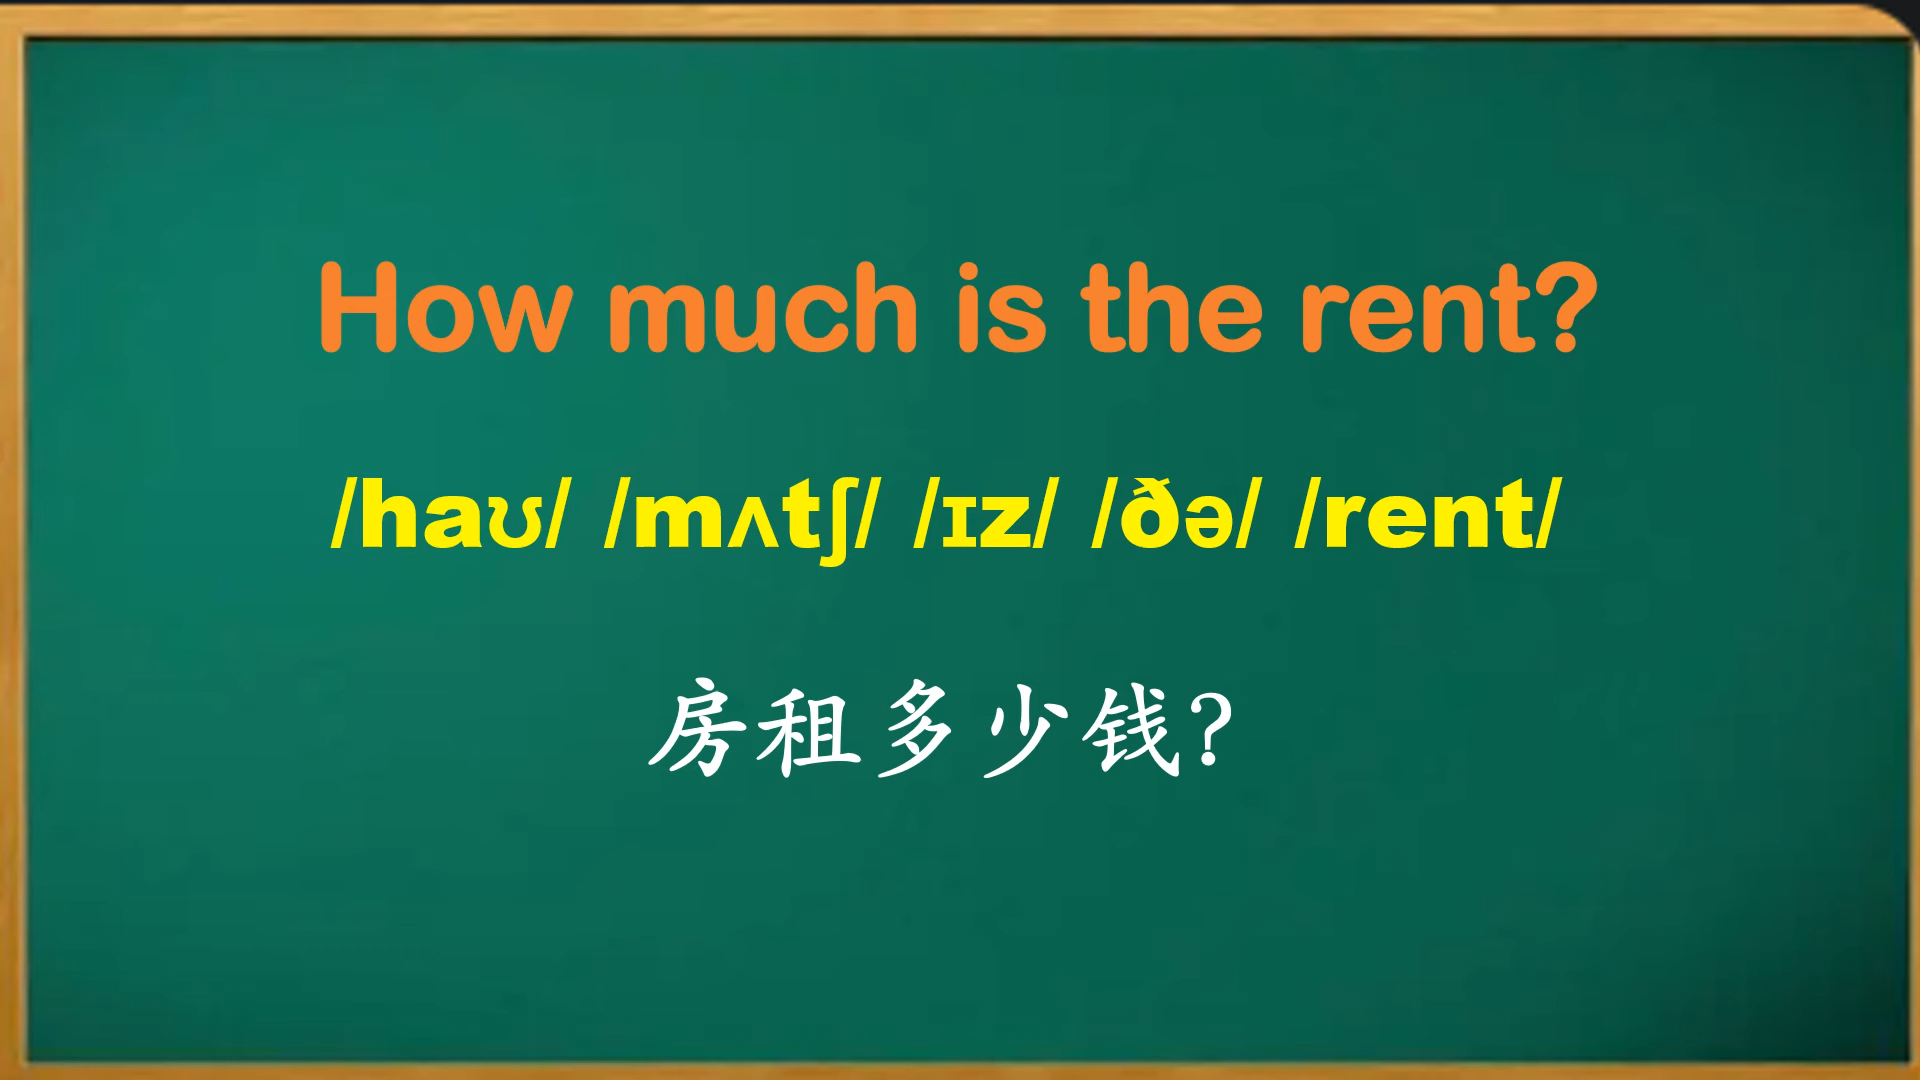 How much is the rent?
/haʊ/ /mʌtʃ/ /ɪz/ /ðə/ /rent/
房租多少钱?